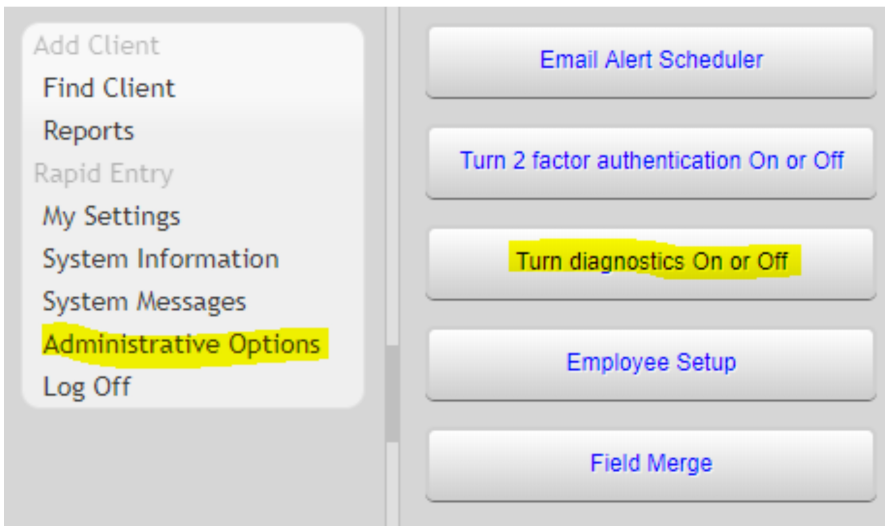 Add Client
Find Client
Reports
Rapid Entry
My Settings
System Information
System Messages
Administrative Options
Log Off
Email Alert Scheduler
Turn 2 factor authentication On or Off
Turn diagnostics On or Off
Employee Setup
Field Merge